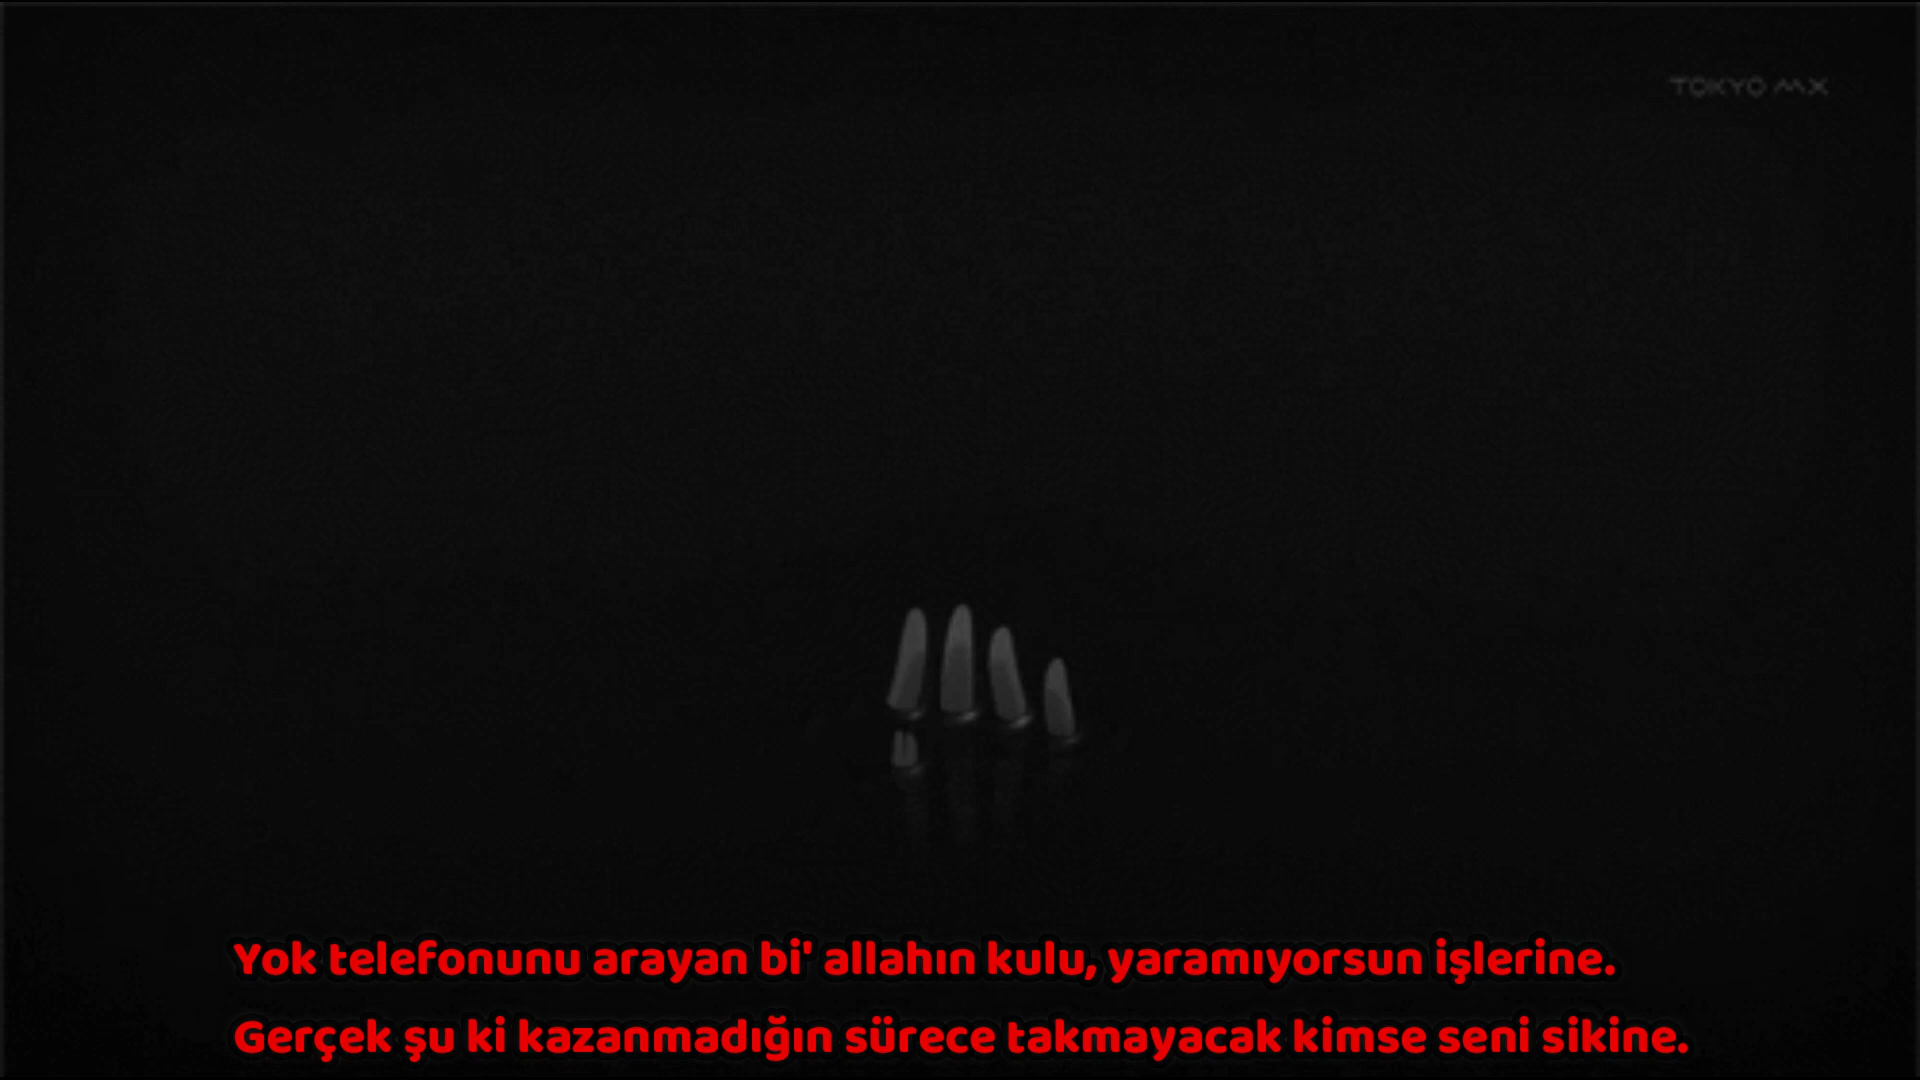 TOKYO MX
Yok telefonunu arayan bi' allahın kulu, yaramıyorsun işlerine.
Gerçek şu ki kazanmadığın sürece takmayacak kimse seni sikine.